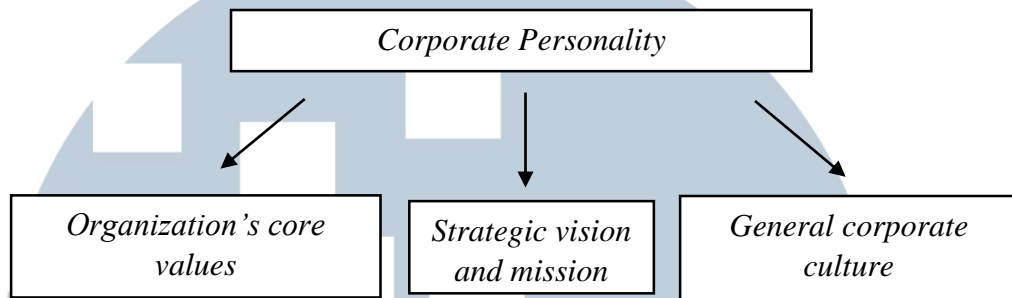 Corporate Personality
Organization’s core
values
Strategic vision
and mission
General corporate
culture